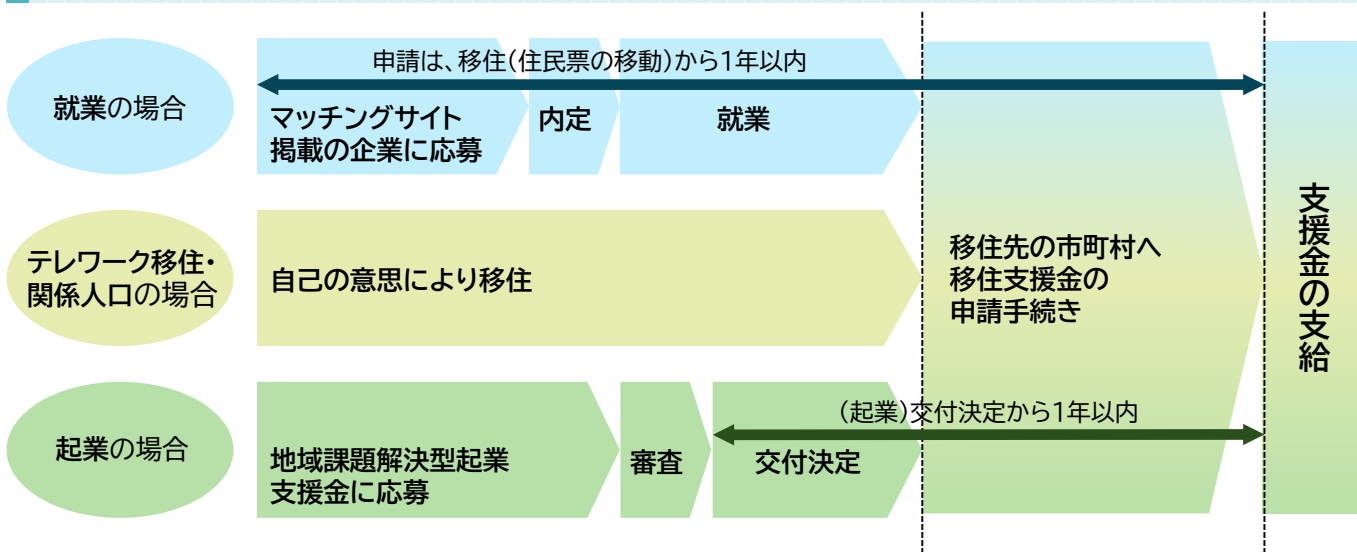 申請は、移住(住民票の移動)から1年以内
就業の場合
マッチングサイト
掲載の企業に応募
内定
就業
テレワーク移住・
関係人口の場合
自己の意思により移住
移住先の市町村へ
移住支援金の
申請手続き
支援金の支給
(起業)交付決定から1年以内
起業の場合
地域課題解決型起業
支援金に応募
審査
交付決定